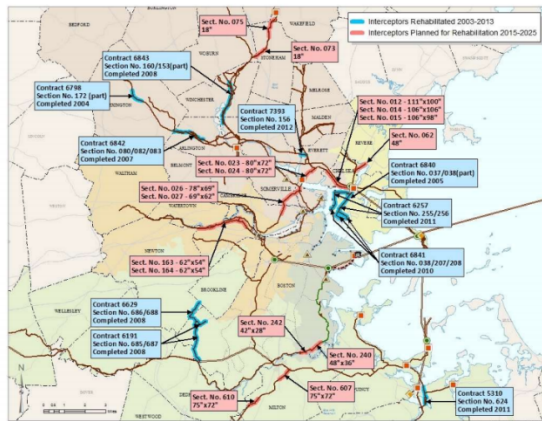 Interceptors Rehabilitated 2003-2013
Interceptors Planned for Rehabilitation 2015-2025
Sect. No. 075
18"
WAKEFIELD
BEDFORD
WOBURN
STONEHAM
Sect. No. 073
18"
Contract 6843
Section No. 160/153(part)
Completed 2008
Contract 6798
Section No. 172 (part)
Completed 2004
WINCHESTER
MELROSE
Contract 7393
Section No. 156
Completed 2012
MALDEN
Sect. No. 012 - 111"x100"
Sect. No. 014 - 106"x106"
Sect. No. 015 - 106"x98"
REVERE
Sect. No. 062
48"
Contract 6842
Section No. 080/082/083
Completed 2007
ARLINGTON
BELMONT
EVERETT
Sect. No. 023 - 80"x72"
Sect. No. 024 - 80"x72"
CHELSEA
Contract 6840
Section No. 037/038(part)
Completed 2005
WALTHAM
Sect. No. 026 - 78"x69"
Sect. No. 027 - 69"x62"
SOMERVILLE
WATERTOWN
Contract 6257
Section No. 255/256
Completed 2011
Sect. No. 163 - 62"x54"
Sect. No. 164 - 62"x54"
Contract 6841
Section No. 038/207/208
Completed 2010
NEWTON
BROOKLINE
BOSTON
WELLESLEY
Contract 6629
Section No. 686/688
Completed 2008
Contract 6191
Section No. 685/687
Completed 2008
Sect. No. 242
42"x28"
Sect. No. 240
48"x36"
Sect. No. 610
75"x72"
Sect. No. 607
75"x72"
MILTON
Contract 5310
Section No. 624
Completed 2011
WESTWOOD